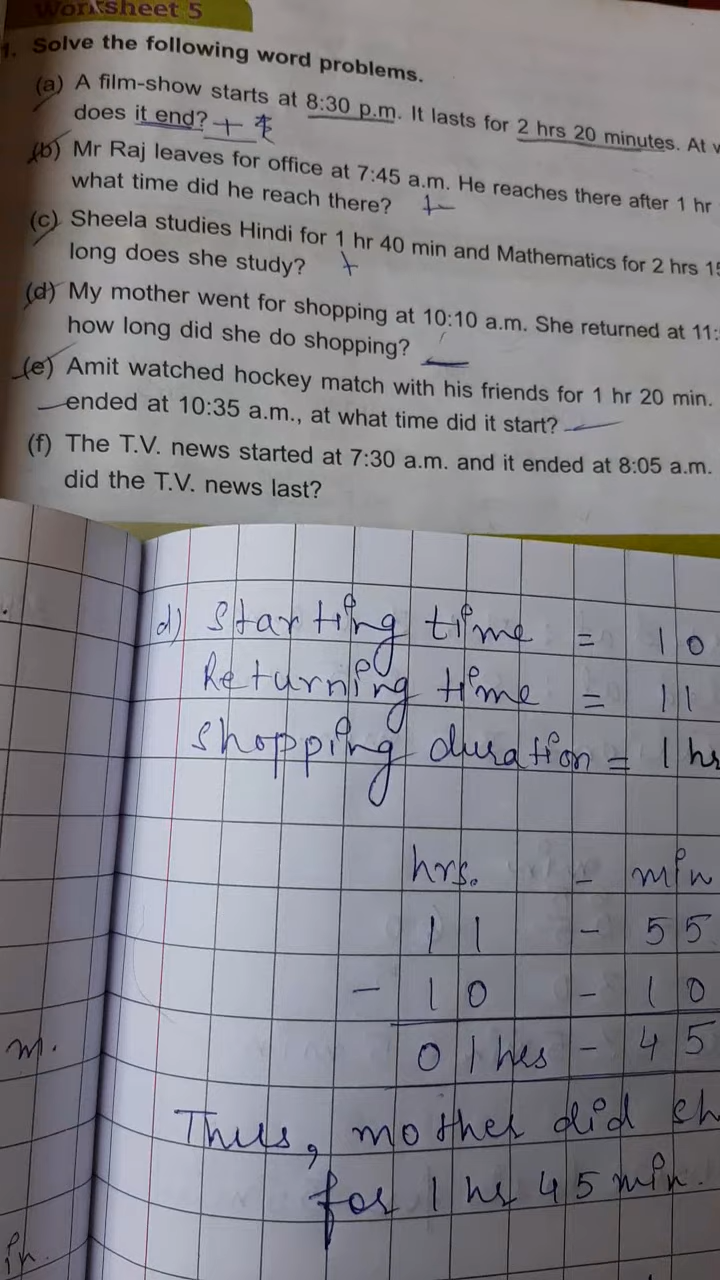 Worksheet 5
1. Solve the following word problems.
(a) A film-show starts at 8:30 p.m. It lasts for 2 hrs 20 minutes. At
does it end? +
(b) Mr Raj leaves for office at 7:45 a.m. He reaches there after 1 hr
what time did he reach there? +
(c) Sheela studies Hindi for 1 hr 40 min and Mathematics for 2 hrs 15
long does she study? +
(d) My mother went for shopping at 10:10 a.m. She returned at 11:
how long did she do shopping? —
(e) Amit watched hockey match with his friends for 1 hr 20 min.
ended at 10:35 a.m., at what time did it start? —
(f) The T.V. news started at 7:30 a.m. and it ended at 8:05 a.m.
did the T.V. news last?
d) Starting time = 10
Returning time = 11
Shopping duration = 1 hr
hrs. - min
11 - 55
- 10 - 10
01 hrs - 45
m.
Thus, mother did sh
for 1 hr 45 min.
in.